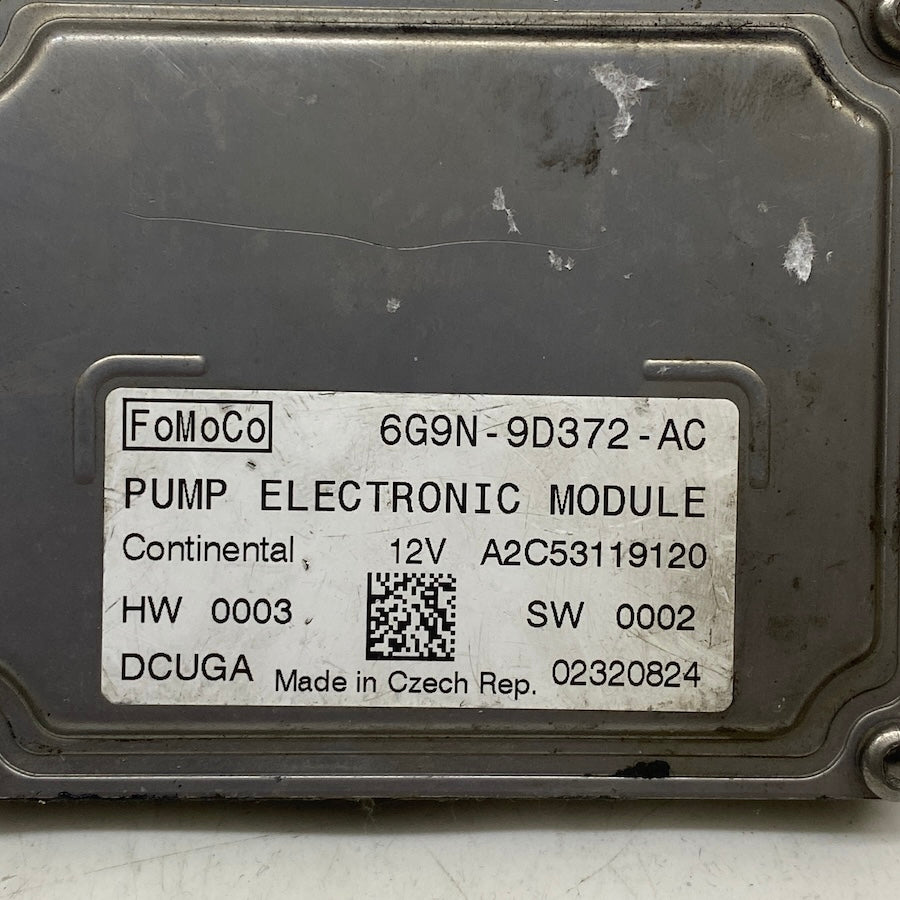 FoMoCo 6G9N-9D372-AC
PUMP ELECTRONIC MODULE
Continental 12V A2C53119120
HW 0003 SW 0002
DCUGA Made in Czech Rep. 02320824